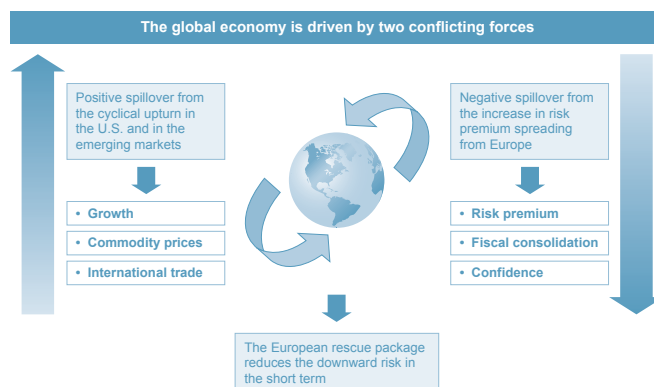 The global economy is driven by two conflicting forces
Positive spillover from
the cyclical upturn in
the U.S. and in the
emerging markets
• Growth
• Commodity prices
• International trade
Negative spillover from
the increase in risk
premium spreading
from Europe
• Risk premium
• Fiscal consolidation
• Confidence
The European rescue package
reduces the downward risk in
the short term